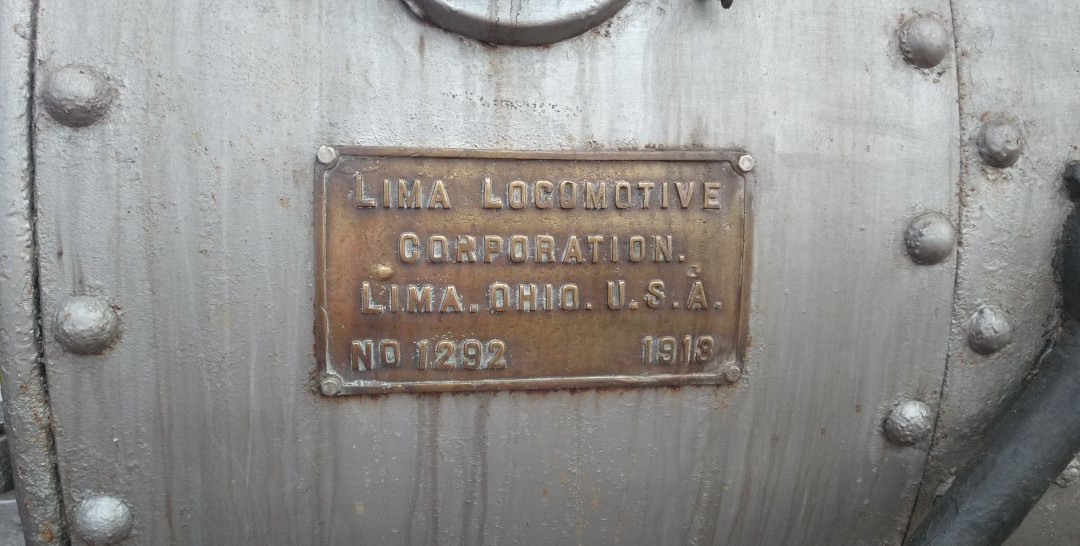 LIMA LOCOMOTIVE
CORPORATION.
LIMA. OHIO. U.S.A.
NO 1292 1913